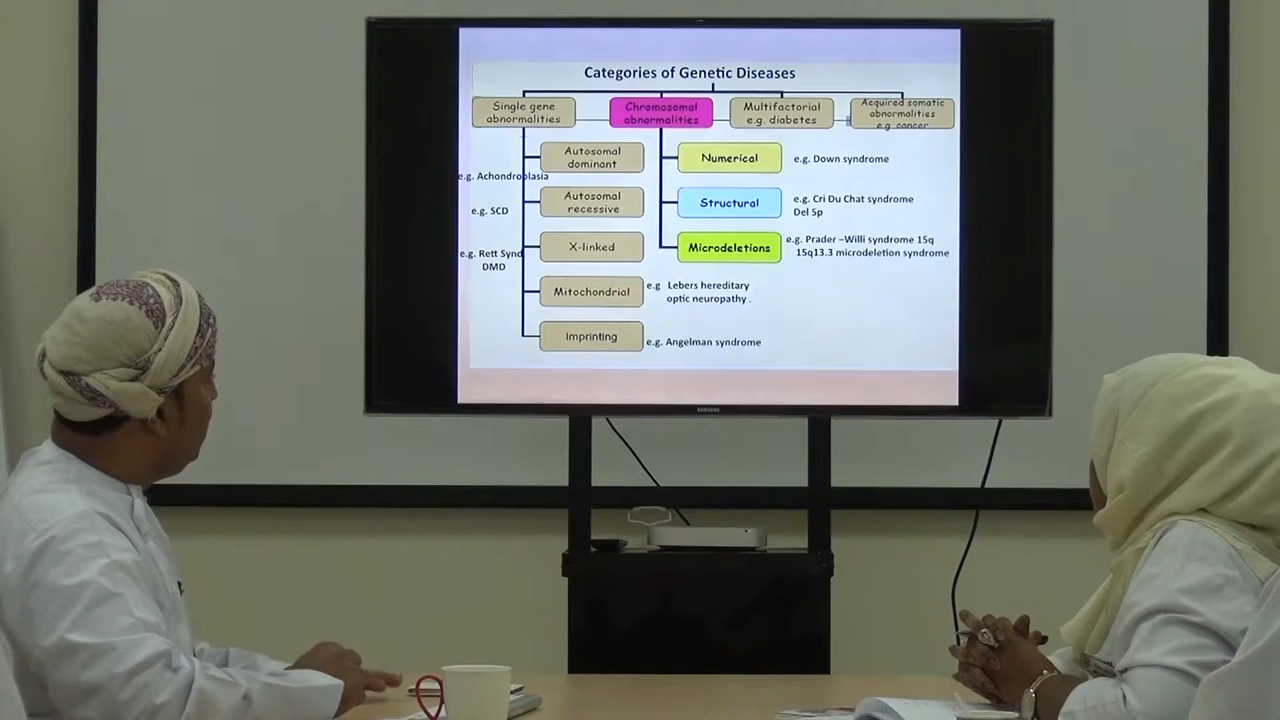 Categories of Genetic Diseases
Single gene
abnormalities
Chromosomal
abnormalities
Multifactorial
e.g. diabetes
Acquired somatic
abnormalities
e.g. cancer
Autosomal
dominant
e.g. Achondroplasia
Autosomal
recessive
e.g. SCD
X-linked
e.g. Rett Synd
DMD
Mitochondrial
e.g Lebers hereditary
optic neuropathy .
Imprinting
e.g. Angelman syndrome
Numerical
e.g. Down syndrome
Structural
e.g. Cri Du Chat syndrome
Del 5p
Microdeletions
e.g. Prader –Willi syndrome 15q
15q13.3 microdeletion syndrome
SAMSUNG